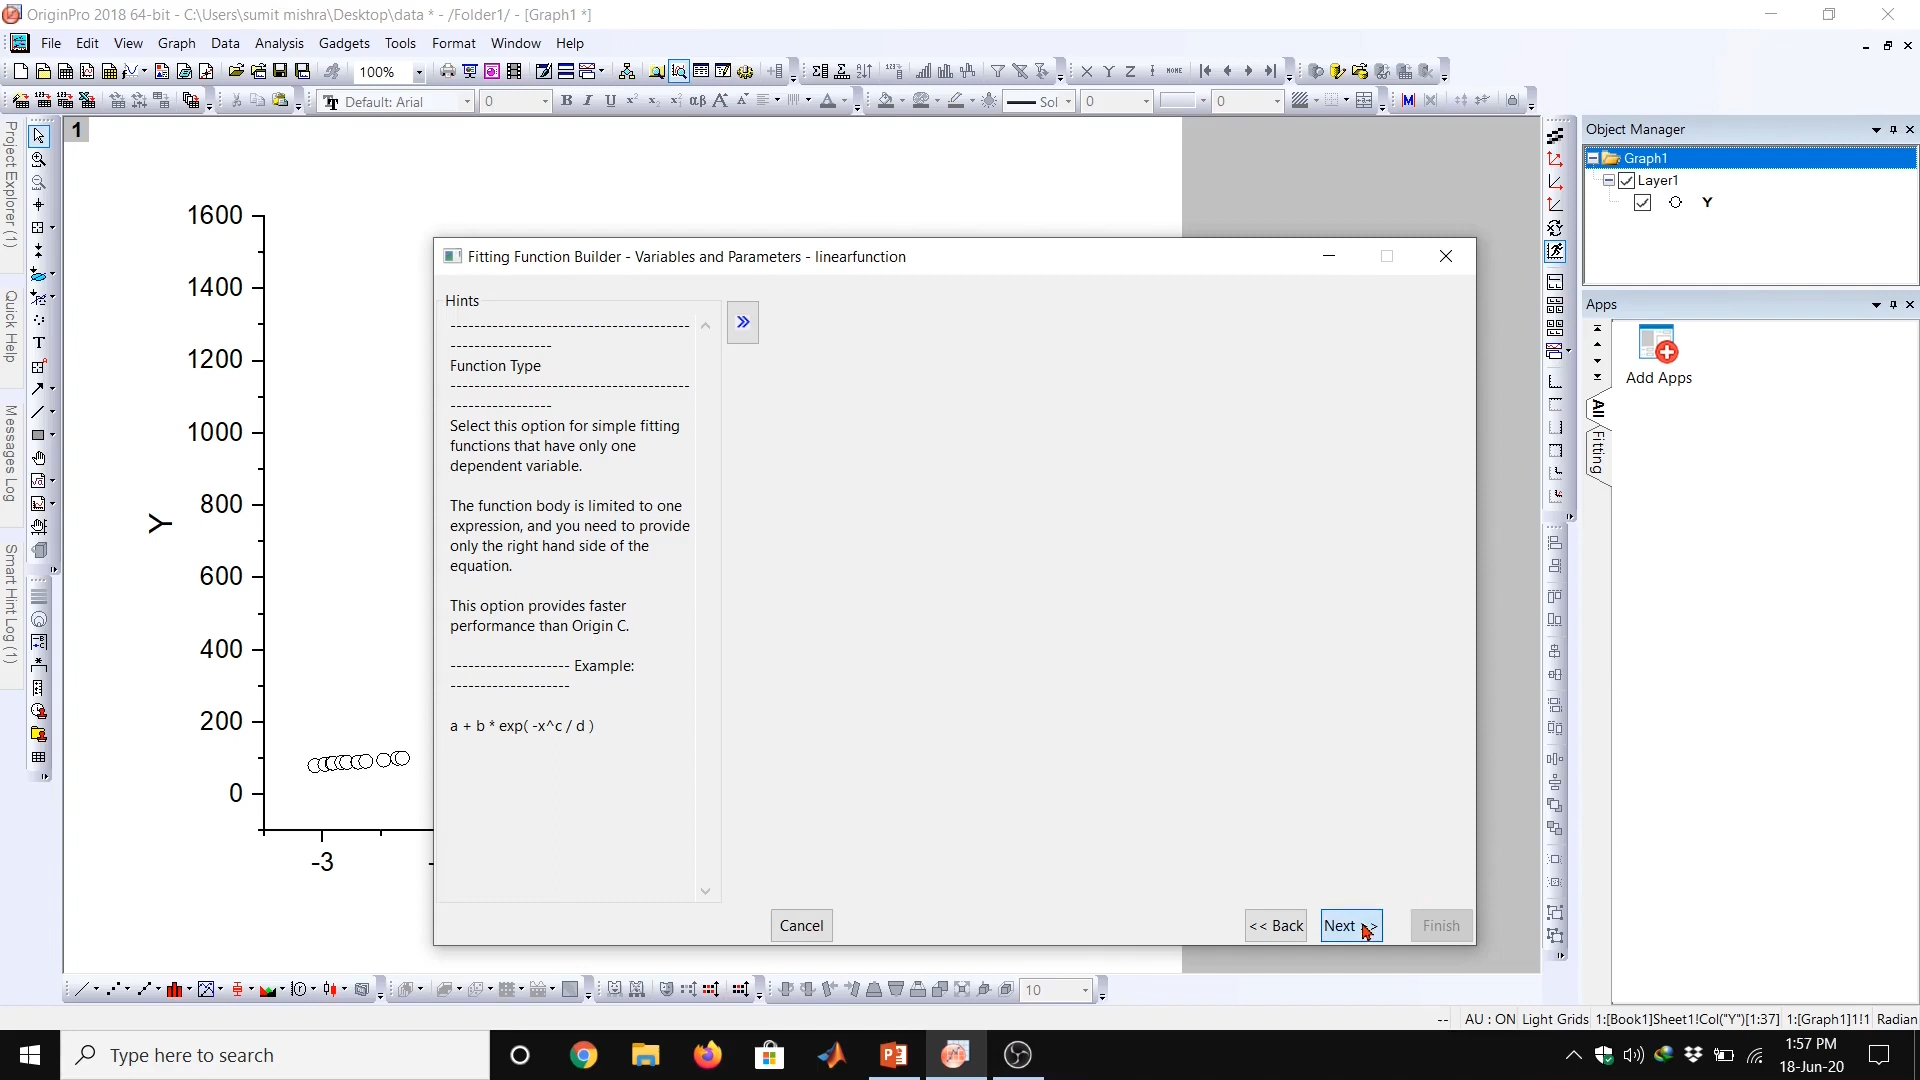 OriginPro 2018 64-bit - C:\Users\sumit mishra\Desktop\data * - /Folder1/ - [Graph1 *]
File Edit View Graph Data Analysis Gadgets Tools Format Window Help
100%
Default: Arial 0 B I U Sol 0 0
Project Explorer (1)
Quick Help
Messages Log
Smart Hint Log (1)
1
1600
1400
1200
1000
800
600
400
200
0
Y
-3
Fitting Function Builder - Variables and Parameters - linearfunction
Hints
---------------------------------------
-----------------
Function Type
---------------------------------------
-----------------
Select this option for simple fitting
functions that have only one
dependent variable.
The function body is limited to one
expression, and you need to provide
only the right hand side of the
equation.
This option provides faster
performance than Origin C.
-------------------- Example:
--------------------
a + b * exp( -x^c / d )
Cancel << Back Next >> Finish
Object Manager
Graph1
Layer1
Y
Apps
Add Apps
All
Fitting
10
-- AU : ON Light Grids 1:[Book1]Sheet1!Col("Y")[1:37] 1:[Graph1]1!1 Radian
Type here to search
1:57 PM
18-Jun-20